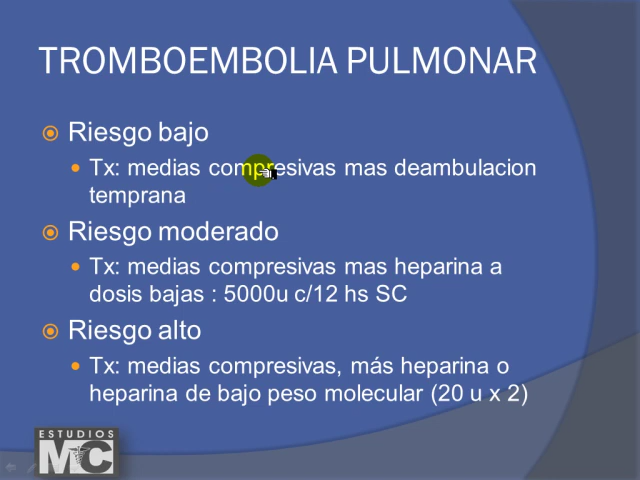 TROMBOEMBOLIA PULMONAR
Riesgo bajo
Tx: medias compresivas mas deambulacion
temprana
Riesgo moderado
Tx: medias compresivas mas heparina a
dosis bajas : 5000u c/12 hs SC
Riesgo alto
Tx: medias compresivas, más heparina o
heparina de bajo peso molecular (20 u x 2)
ESTUDIOS
MC